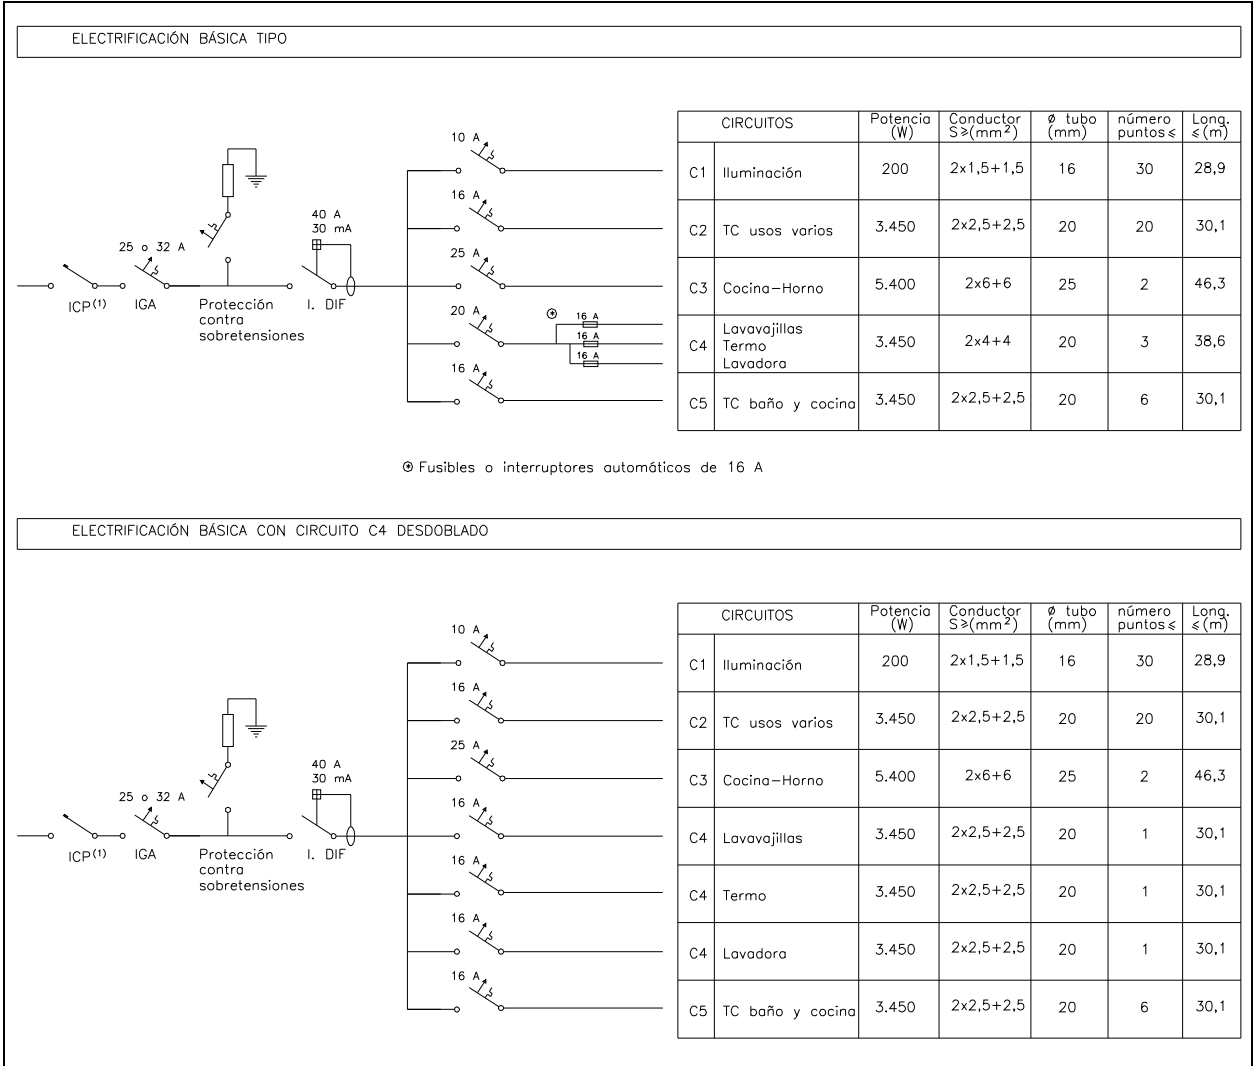 ELECTRIFICACIÓN BÁSICA TIPO
10 A
16 A
25 A
20 A
16 A
40 A
30 mA
25 o 32 A
ICP(1)
IGA
Protección
contra
sobretensiones
I. DIF
⊛
16 A
16 A
16 A
CIRCUITOS Potencia (W) Conductor S≥(mm²) ø tubo (mm) número puntos≤ Long. ≤(m)
C1 Iluminación 200 2x1,5+1,5 16 30 28,9
C2 TC usos varios 3.450 2x2,5+2,5 20 20 30,1
C3 Cocina-Horno 5.400 2x6+6 25 2 46,3
C4 Lavavajillas Termo Lavadora 3.450 2x4+4 20 3 38,6
C5 TC baño y cocina 3.450 2x2,5+2,5 20 6 30,1
⊛ Fusibles o interruptores automáticos de 16 A
ELECTRIFICACIÓN BÁSICA CON CIRCUITO C4 DESDOBLADO
10 A
16 A
25 A
16 A
16 A
16 A
16 A
40 A
30 mA
25 o 32 A
ICP(1)
IGA
Protección
contra
sobretensiones
I. DIF
CIRCUITOS Potencia (W) Conductor S≥(mm²) ø tubo (mm) número puntos≤ Long. ≤(m)
C1 Iluminación 200 2x1,5+1,5 16 30 28,9
C2 TC usos varios 3.450 2x2,5+2,5 20 20 30,1
C3 Cocina-Horno 5.400 2x6+6 25 2 46,3
C4 Lavavajillas 3.450 2x2,5+2,5 20 1 30,1
C4 Termo 3.450 2x2,5+2,5 20 1 30,1
C4 Lavadora 3.450 2x2,5+2,5 20 1 30,1
C5 TC baño y cocina 3.450 2x2,5+2,5 20 6 30,1